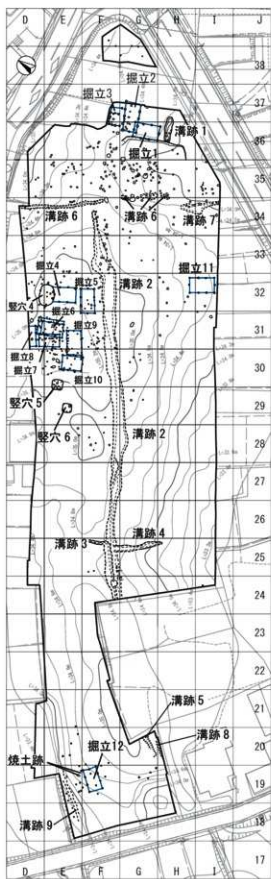 D E F G H I J
38
掘立2
掘立3
37
溝跡1
36
掘立1
35
溝跡6 溝跡6 溝跡7
掘立4
掘立5 溝跡2 掘立11
32
竪穴4
掘立6
掘立9
31
掘立8
掘立7
掘立10
30
竪穴5
29
竪穴6
溝跡2
28
27
26
溝跡3 溝跡4
25
24
23
22
21
溝跡5
溝跡8
20
焼土跡 掘立12
19
溝跡9
18
D E F G H I J
17